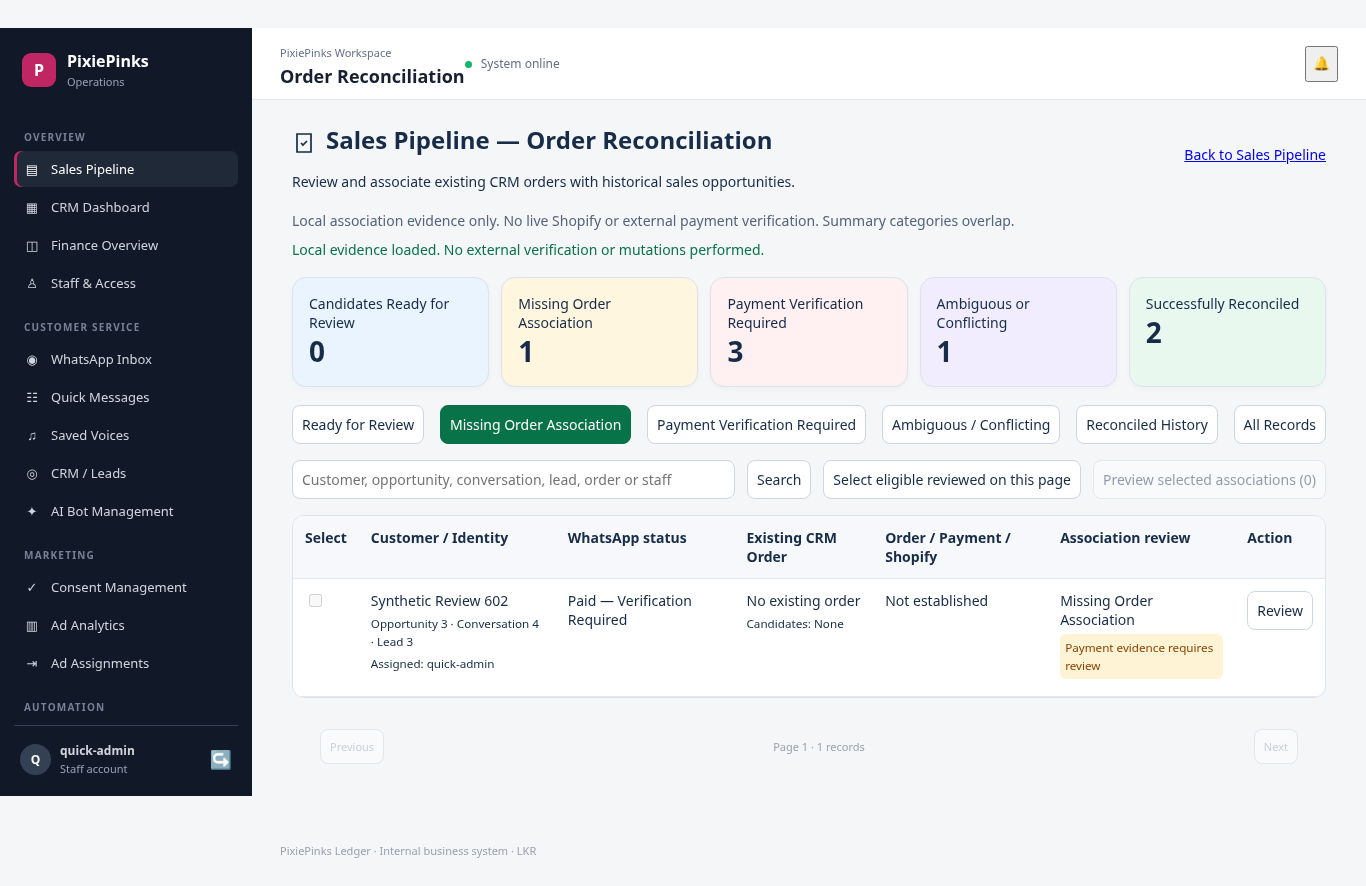 P
PixiePinks
Operations
OVERVIEW
Sales Pipeline
CRM Dashboard
Finance Overview
Staff & Access
CUSTOMER SERVICE
WhatsApp Inbox
Quick Messages
Saved Voices
CRM / Leads
AI Bot Management
MARKETING
Consent Management
Ad Analytics
Ad Assignments
AUTOMATION
Q
quick-admin
Staff account
PixiePinks Workspace
Order Reconciliation
System online
Sales Pipeline — Order Reconciliation
Back to Sales Pipeline
Review and associate existing CRM orders with historical sales opportunities.
Local association evidence only. No live Shopify or external payment verification. Summary categories overlap.
Local evidence loaded. No external verification or mutations performed.
Candidates Ready for
Review
0
Missing Order
Association
1
Payment Verification
Required
3
Ambiguous or
Conflicting
1
Successfully Reconciled
2
Ready for Review
Missing Order Association
Payment Verification Required
Ambiguous / Conflicting
Reconciled History
All Records
Customer, opportunity, conversation, lead, order or staff
Search
Select eligible reviewed on this page
Preview selected associations (0)
Select
Customer / Identity
WhatsApp status
Existing CRM
Order
Order / Payment /
Shopify
Association review
Action
Synthetic Review 602
Opportunity 3 · Conversation 4
· Lead 3
Assigned: quick-admin
Paid — Verification
Required
No existing order
Candidates: None
Not established
Missing Order
Association
Payment evidence requires
review
Review
Previous
Page 1 · 1 records
Next
PixiePinks Ledger · Internal business system · LKR